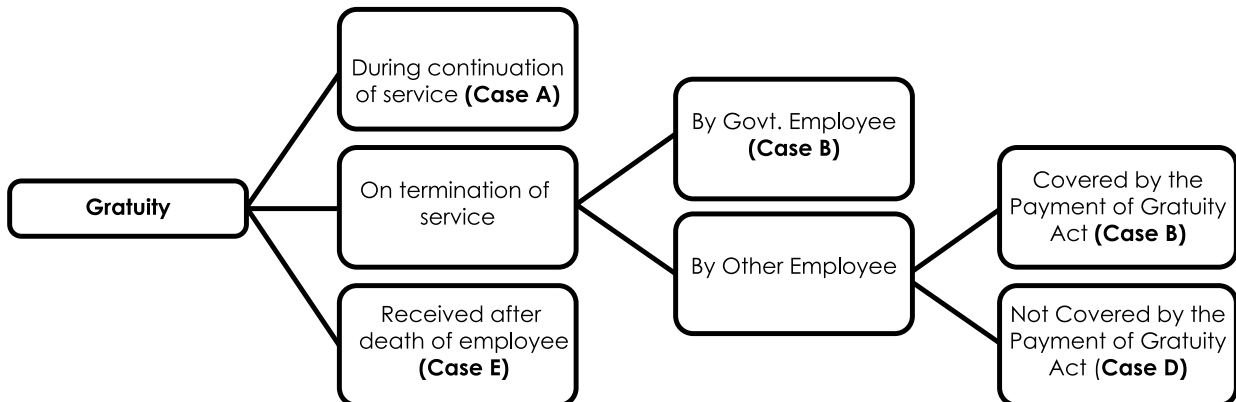 Gratuity
During continuation
of service (Case A)
On termination of
service
Received after
death of employee
(Case E)
By Govt. Employee
(Case B)
By Other Employee
Covered by the
Payment of Gratuity
Act (Case B)
Not Covered by the
Payment of Gratuity
Act (Case D)